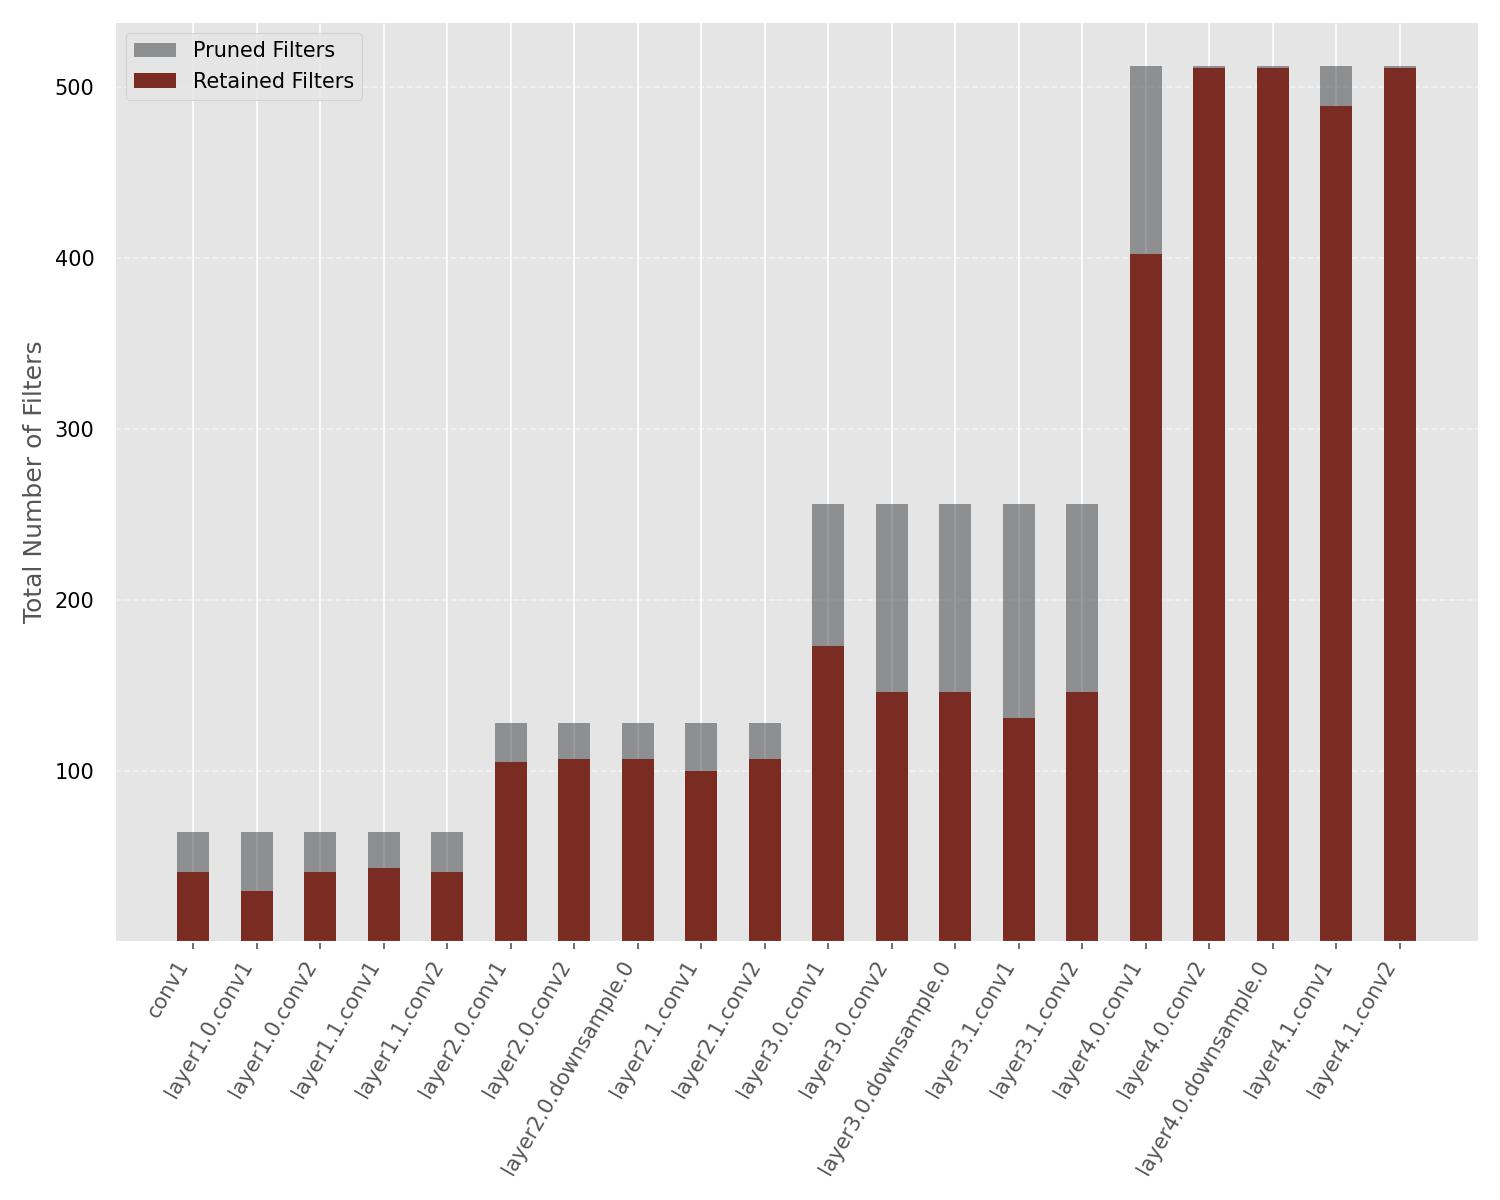 Pruned Filters
Retained Filters
Total Number of Filters
500
400
300
200
100
conv1
layer1.0.conv1
layer1.0.conv2
layer1.1.conv1
layer1.1.conv2
layer2.0.conv1
layer2.0.conv2
layer2.0.downsample.0
layer2.1.conv1
layer2.1.conv2
layer3.0.conv1
layer3.0.conv2
layer3.0.downsample.0
layer3.1.conv1
layer3.1.conv2
layer4.0.conv1
layer4.0.conv2
layer4.0.downsample.0
layer4.1.conv1
layer4.1.conv2